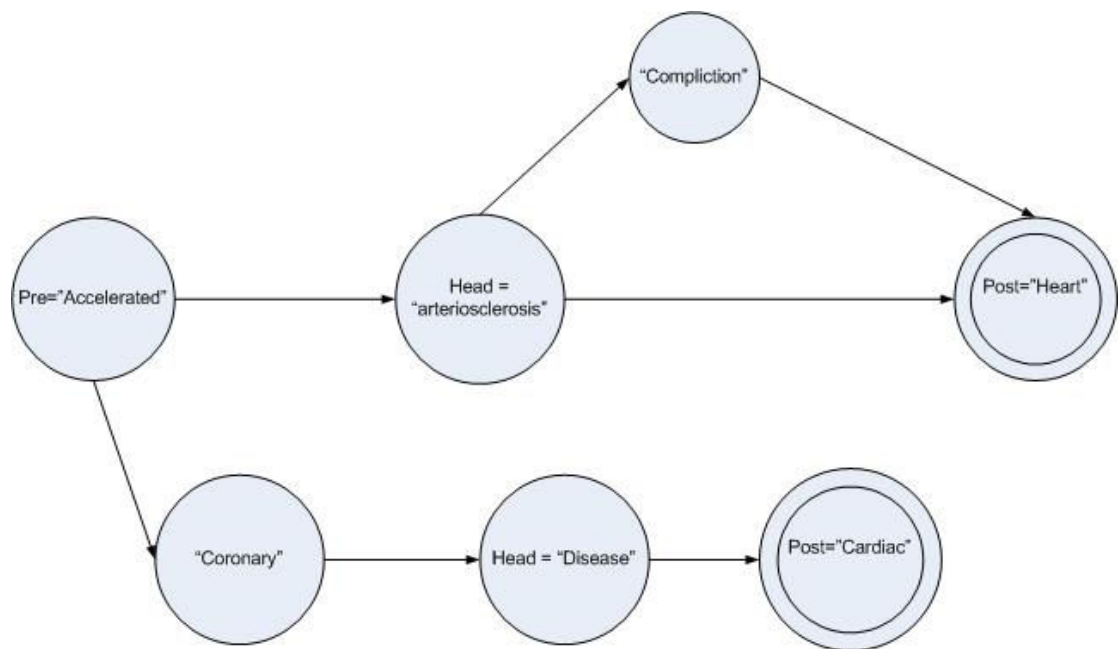 “Compliction”
Pre=”Accelerated”
Head =
“arteriosclerosis”
Post=”Heart”
“Coronary”
Head = “Disease”
Post=”Cardiac”